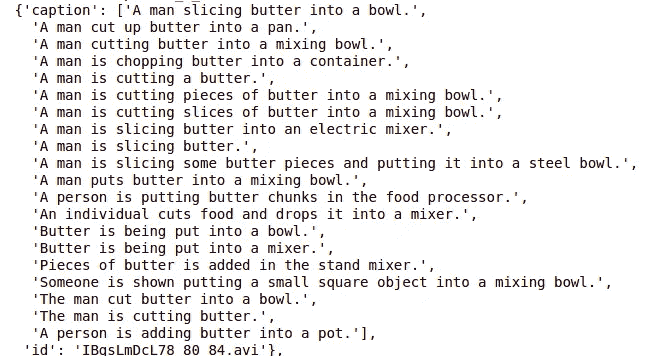 {'caption': ['A man slicing butter into a bowl.',
'A man cut up butter into a pan.',
'A man cutting butter into a mixing bowl.',
'A man is chopping butter into a container.',
'A man is cutting a butter.',
'A man is cutting pieces of butter into a mixing bowl.',
'A man is cutting slices of butter into a mixing bowl.',
'A man is slicing butter into an electric mixer.',
'A man is slicing butter.',
'A man is slicing some butter pieces and putting it into a steel bowl.',
'A man puts butter into a mixing bowl.',
'A person is putting butter chunks in the food processor.',
'An individual cuts food and drops it into a mixer.',
'Butter is being put into a bowl.',
'Butter is being put into a mixer.',
'Pieces of butter is added in the stand mixer.',
'Someone is shown putting a small square object into a mixing bowl.',
'The man cut butter into a bowl.',
'The man is cutting butter.',
'A person is adding butter into a pot.'],
'id': 'IBgsLmDcL78_80_84.avi'},